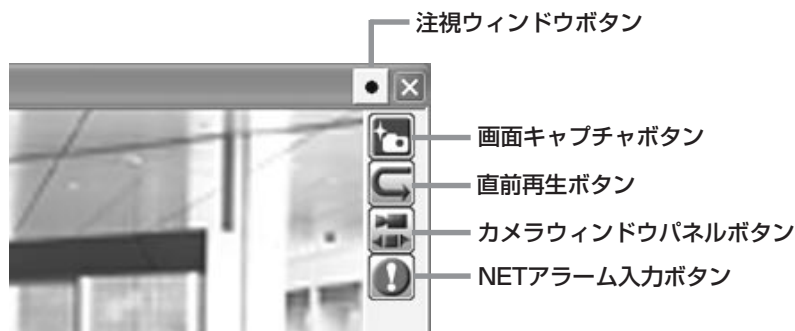 注視ウィンドウボタン
画面キャプチャボタン
直前再生ボタン
カメラウィンドウパネルボタン
NETアラーム入力ボタン